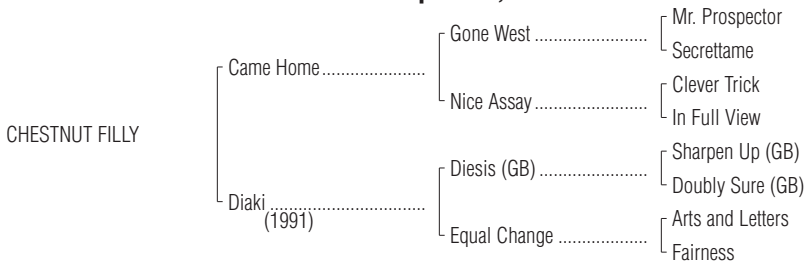 Mr. Prospector
Gone West
Secrettame
Came Home
Clever Trick
Nice Assay
In Full View
CHESTNUT FILLY
Sharpen Up (GB)
Diesis (GB)
Doubly Sure (GB)
Diaki
(1991)
Arts and Letters
Equal Change
Fairness